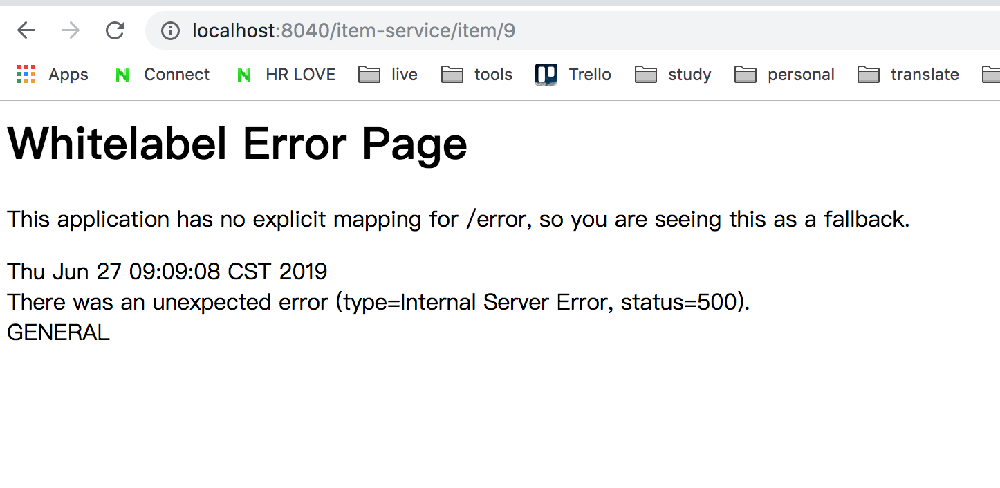 localhost:8040/item-service/item/9
Apps Connect HR LOVE live tools Trello study personal translate
Whitelabel Error Page
This application has no explicit mapping for /error, so you are seeing this as a fallback.
Thu Jun 27 09:09:08 CST 2019
There was an unexpected error (type=Internal Server Error, status=500).
GENERAL